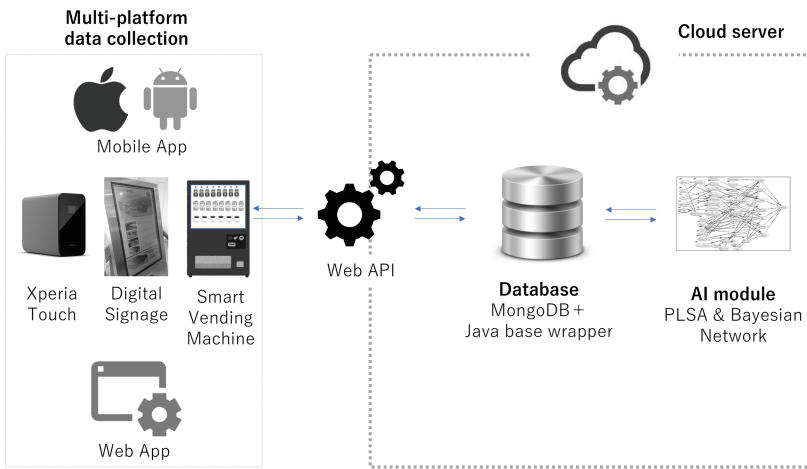 Multi-platform
data collection
Cloud server
Mobile App
Xperia
Touch
Digital
Signage
Smart
Vending
Machine
Web App
Web API
Database
MongoDB＋
Java base wrapper
AI module
PLSA & Bayesian
Network